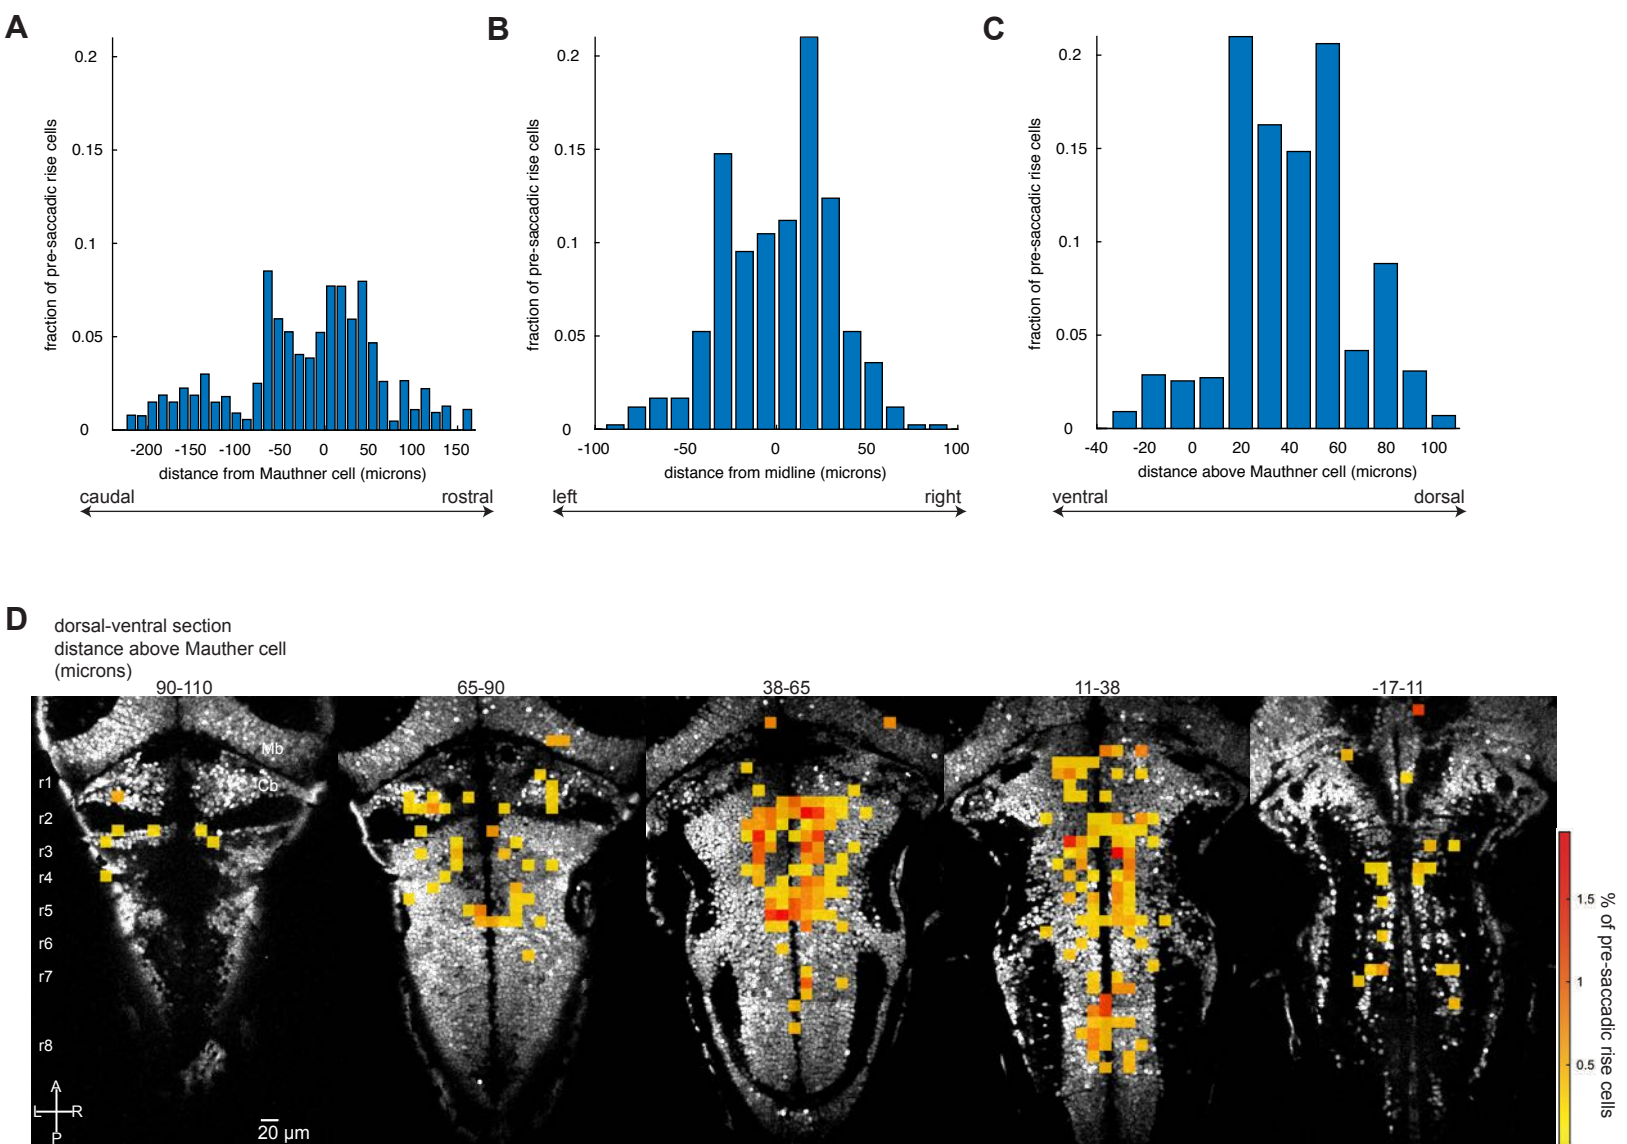 A
B
C
0.2
0.15
0.1
0.05
0
fraction of pre-saccadic rise cells
-200 -150 -100 -50 0 50 100 150
distance from Mauthner cell (microns)
caudal rostral
0.2
0.15
0.1
0.05
0
fraction of pre-saccadic rise cells
-100 -50 0 50 100
distance from midline (microns)
left right
0.2
0.15
0.1
0.05
0
fraction of pre-saccadic rise cells
-40 -20 0 20 40 60 80 100
distance above Mauthner cell (microns)
ventral dorsal
D
dorsal-ventral section
distance above Mauther cell
(microns)
90-110 65-90 38-65 11-38 -17-11
Mb
Cb
r1
r2
r3
r4
r5
r6
r7
r8
A
L R
P
20 μm
1.5
1
0.5
% of pre-saccadic rise cells